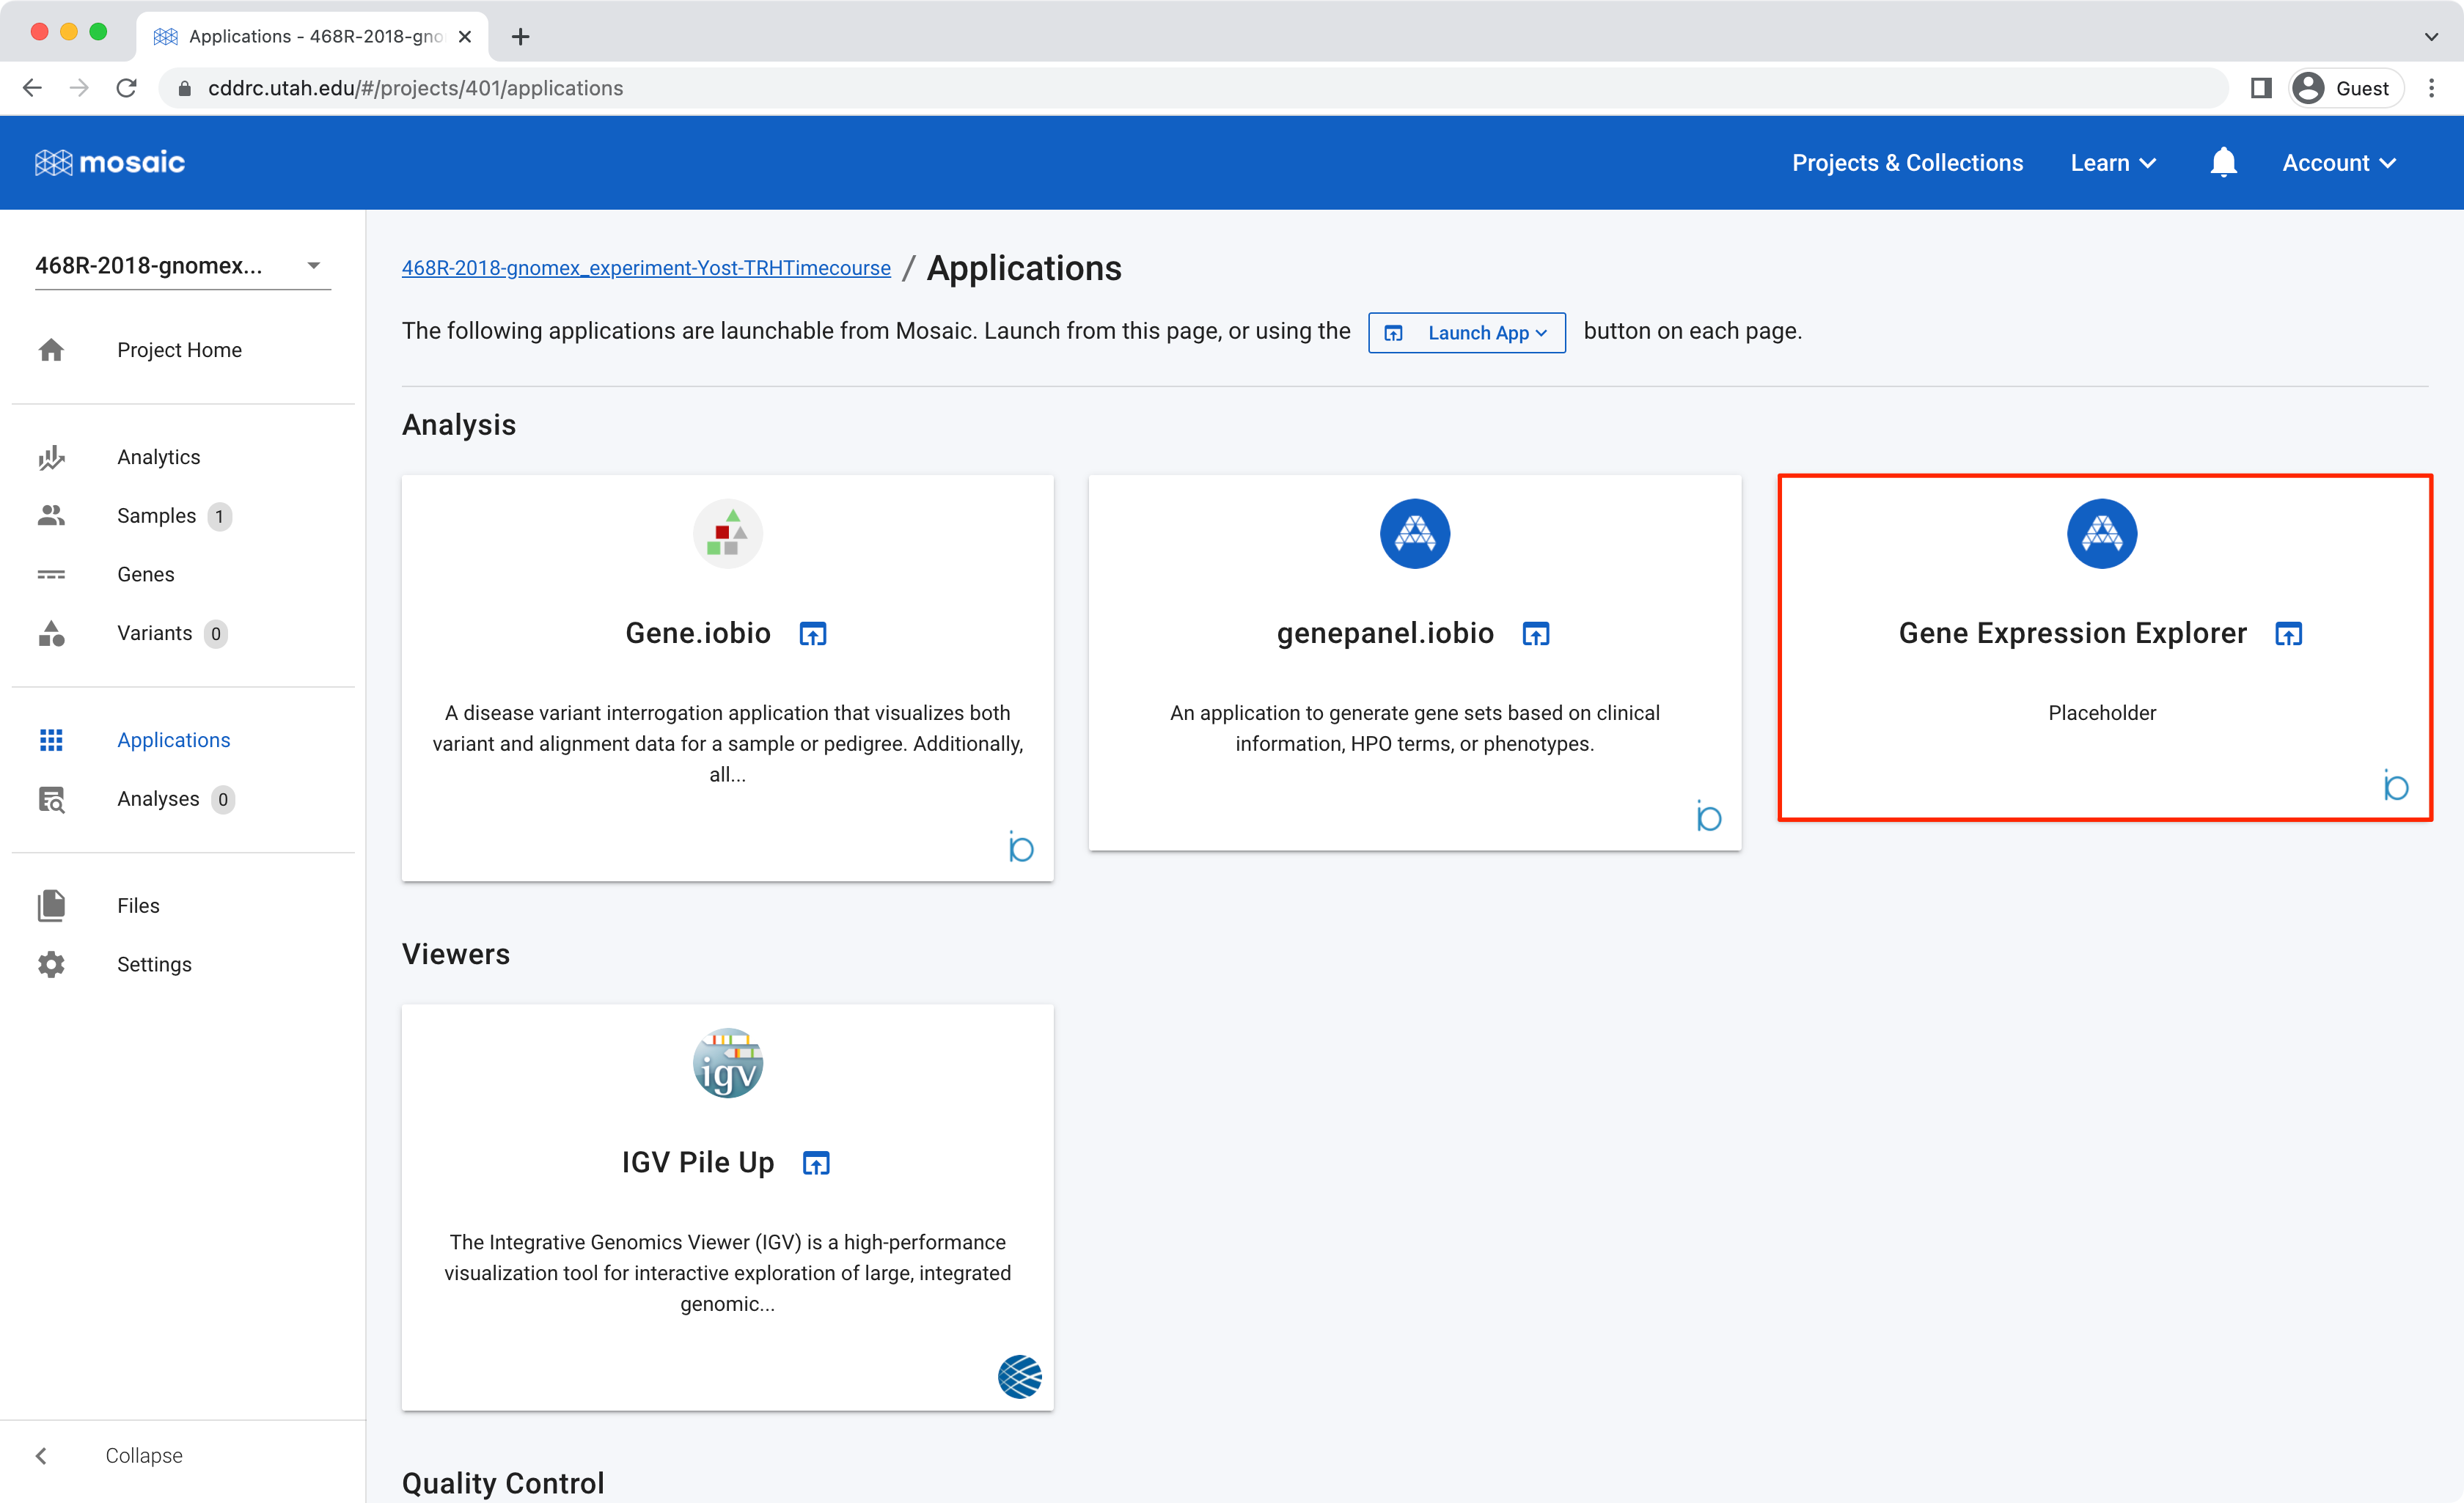 Applications - 468R-2018-gno
cddrc.utah.edu/#/projects/401/applications
Guest
mosaic
Projects & Collections
Learn
Account
468R-2018-gnomex...
Project Home
Analytics
Samples 1
Genes
Variants 0
Applications
Analyses 0
Files
Settings
Collapse
468R-2018-gnomex_experiment-Yost-TRHTimecourse / Applications
The following applications are launchable from Mosaic. Launch from this page, or using the Launch App button on each page.
Analysis
Gene.iobio
A disease variant interrogation application that visualizes both
variant and alignment data for a sample or pedigree. Additionally,
all...
io
genepanel.iobio
An application to generate gene sets based on clinical
information, HPO terms, or phenotypes.
io
Gene Expression Explorer
Placeholder
io
Viewers
igv
IGV Pile Up
The Integrative Genomics Viewer (IGV) is a high-performance
visualization tool for interactive exploration of large, integrated
genomic...
Quality Control